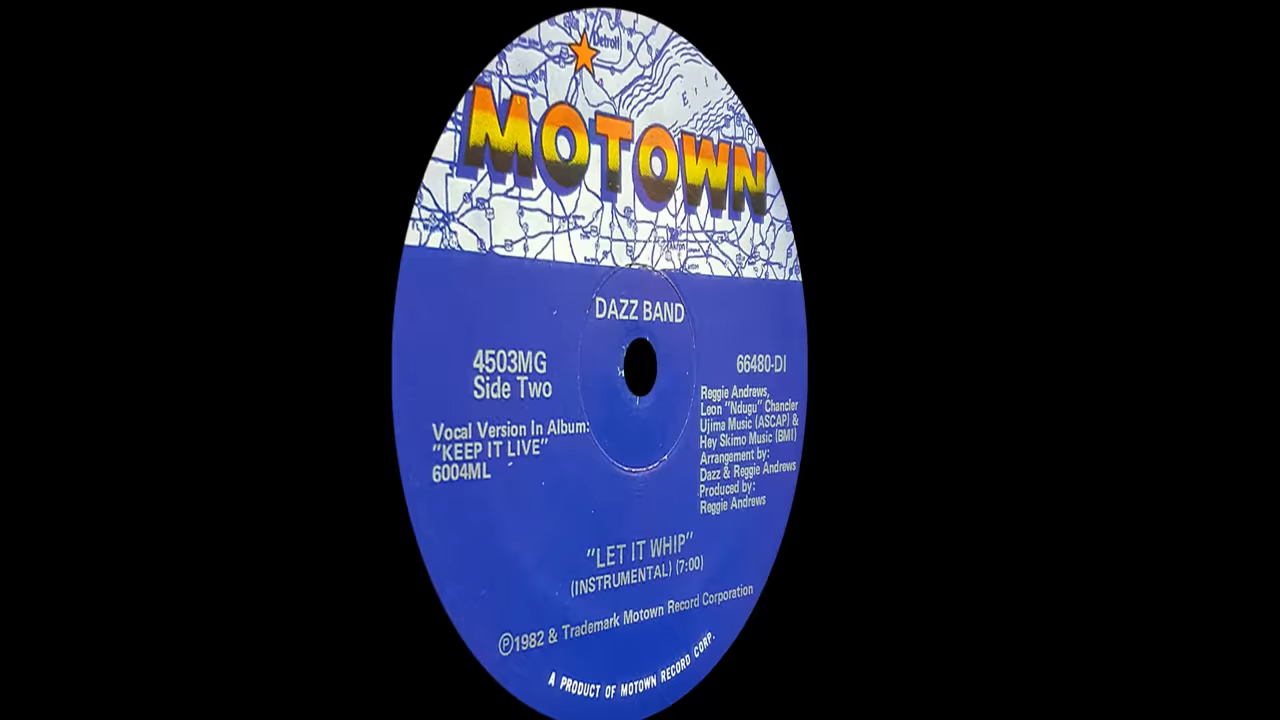 Detroit
MOTOWN
Akron
DAZZ BAND
4503MG
Side Two
66480-DI
Vocal Version In Album:
"KEEP IT LIVE"
6004ML
Reggie Andrews,
Leon "Ndugu" Chancler
Ujima Music (ASCAP) &
Hey Skimo Music (BMI)
Arrangement by:
Dazz & Reggie Andrews
Produced by:
Reggie Andrews
"LET IT WHIP"
(INSTRUMENTAL) (7:00)
Ⓟ1982 & Trademark Motown Record Corporation
A PRODUCT OF MOTOWN RECORD CORP.